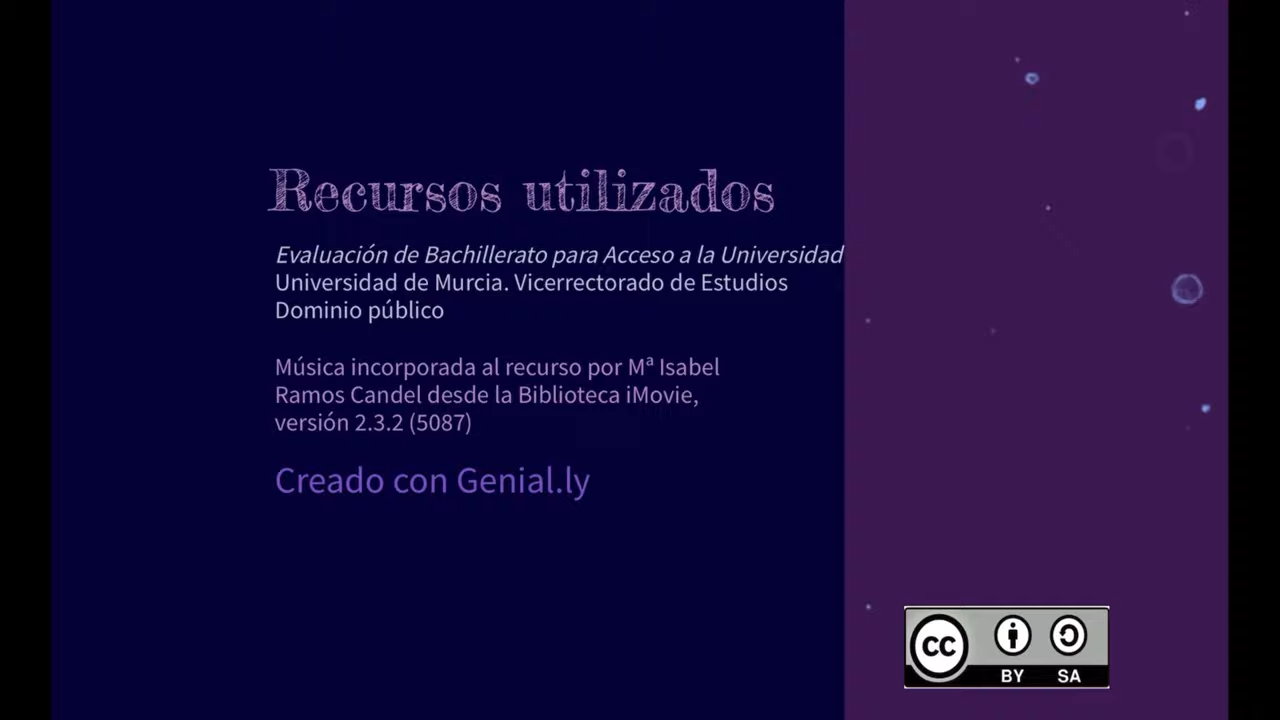 Recursos utilizados
Evaluación de Bachillerato para Acceso a la Universidad
Universidad de Murcia. Vicerrectorado de Estudios
Dominio público
Música incorporada al recurso por Mª Isabel
Ramos Candel desde la Biblioteca iMovie,
versión 2.3.2 (5087)
Creado con Genial.ly
CC
BY SA